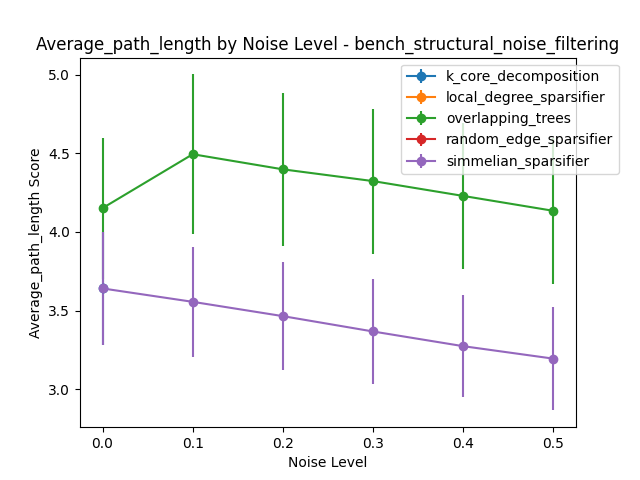 Average_path_length by Noise Level - bench_structural_noise_filtering
k_core_decomposition
local_degree_sparsifier
overlapping_trees
random_edge_sparsifier
simmelian_sparsifier
Average_path_length Score
5.0
4.5
4.0
3.5
3.0
0.0 0.1 0.2 0.3 0.4 0.5
Noise Level